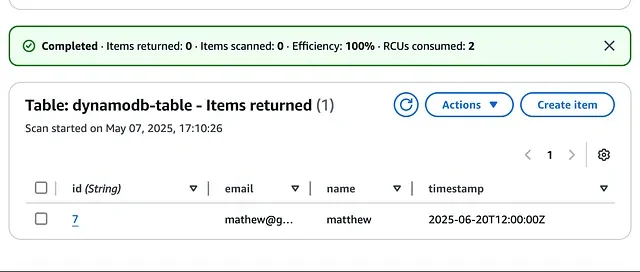 Completed · Items returned: 0 · Items scanned: 0 · Efficiency: 100% · RCUs consumed: 2
Table: dynamodb-table - Items returned (1)
Actions
Create item
Scan started on May 07, 2025, 17:10:26
1
id (String) email name timestamp
7 mathew@g... matthew 2025-06-20T12:00:00Z